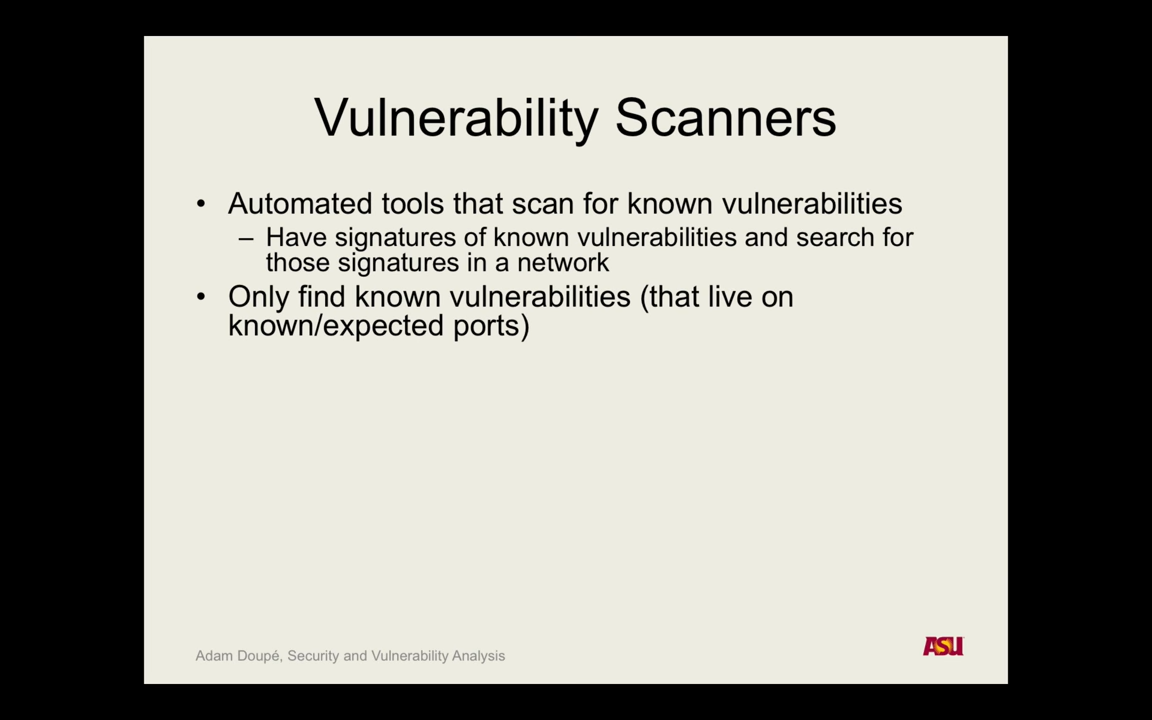 Vulnerability Scanners
• Automated tools that scan for known vulnerabilities
– Have signatures of known vulnerabilities and search for
those signatures in a network
• Only find known vulnerabilities (that live on
known/expected ports)
Adam Doupé, Security and Vulnerability Analysis
ASU